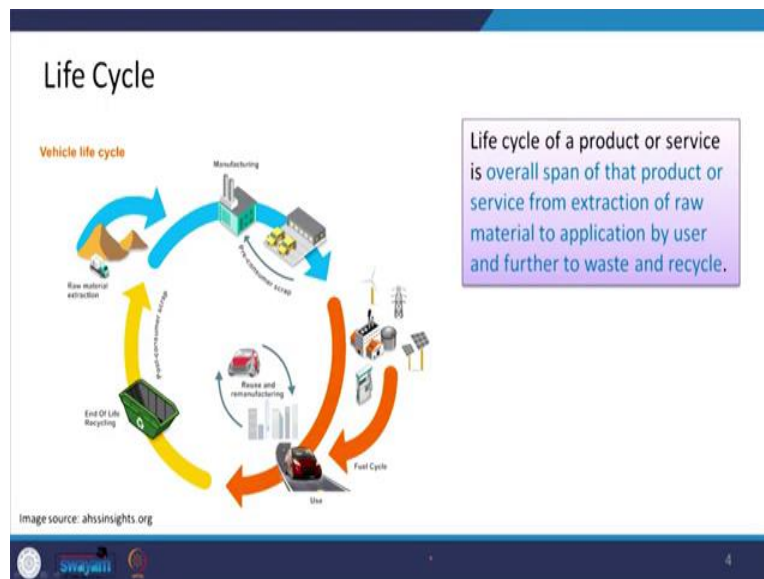 Life Cycle
Vehicle life cycle
Manufacturing
Pre-consumer scrap
Raw material
extraction
Post-consumer scrap
Reuse and
remanufacturing
End Of Life
Recycling
Fuel Cycle
Use
Life cycle of a product or service
is overall span of that product or
service from extraction of raw
material to application by user
and further to waste and recycle.
Image source: ahssinsights.org
swayam
4